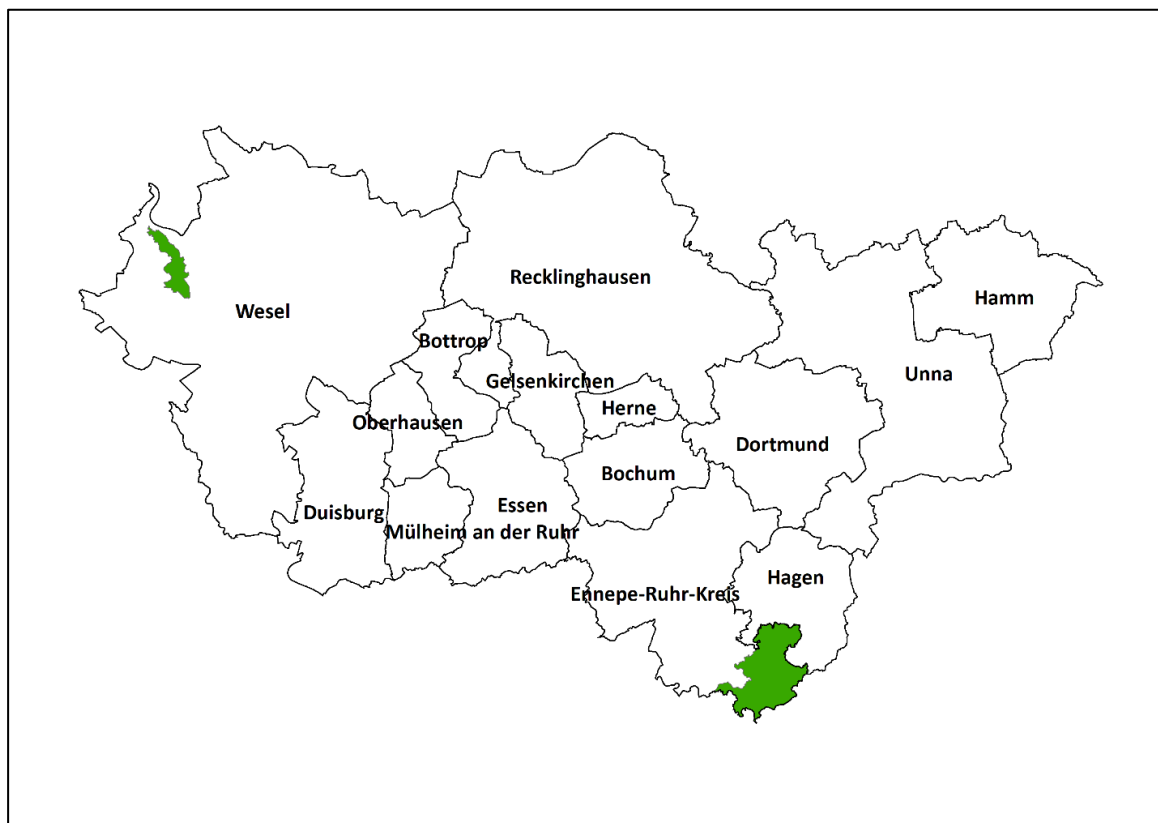 Recklinghausen
Hamm
Wesel
Bottrop
Unna
Gelsenkirchen
Herne
Oberhausen
Dortmund
Bochum
Essen
Duisburg
Mülheim an der Ruhr
Hagen
Ennepe-Ruhr-Kreis